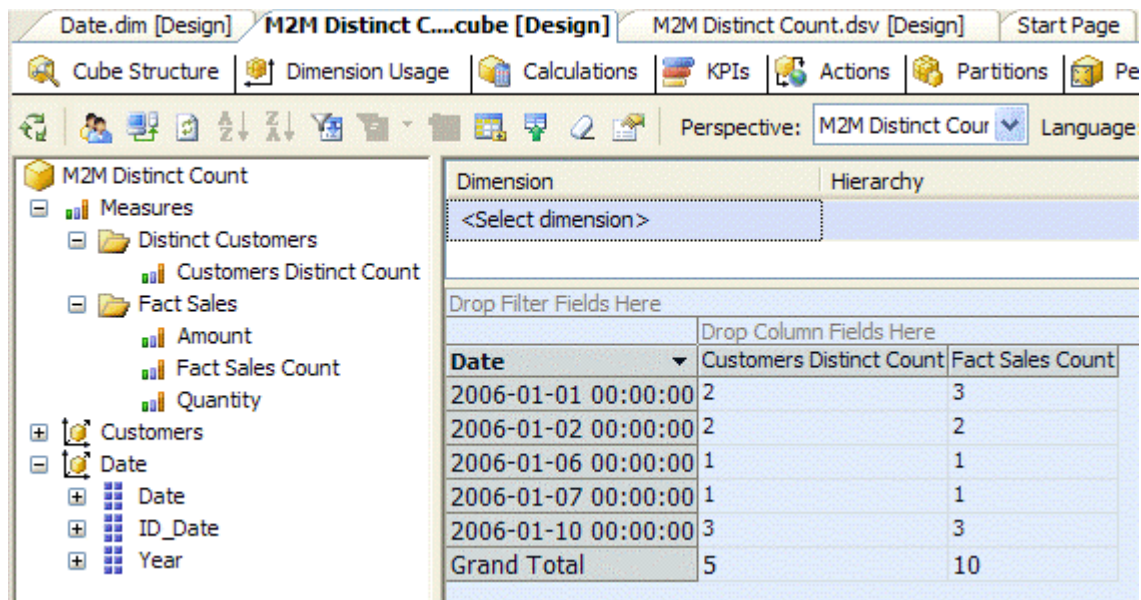 Date.dim [Design] M2M Distinct C....cube [Design] M2M Distinct Count.dsv [Design] Start Page
Cube Structure Dimension Usage Calculations KPIs Actions Partitions Pe
Perspective: M2M Distinct Cour Language
M2M Distinct Count
Measures
Distinct Customers
Customers Distinct Count
Fact Sales
Amount
Fact Sales Count
Quantity
Customers
Date
Date
ID_Date
Year
Dimension Hierarchy
<Select dimension>
Drop Filter Fields Here
Drop Column Fields Here
Date Customers Distinct Count Fact Sales Count
2006-01-01 00:00:00 2 3
2006-01-02 00:00:00 2 2
2006-01-06 00:00:00 1 1
2006-01-07 00:00:00 1 1
2006-01-10 00:00:00 3 3
Grand Total 5 10